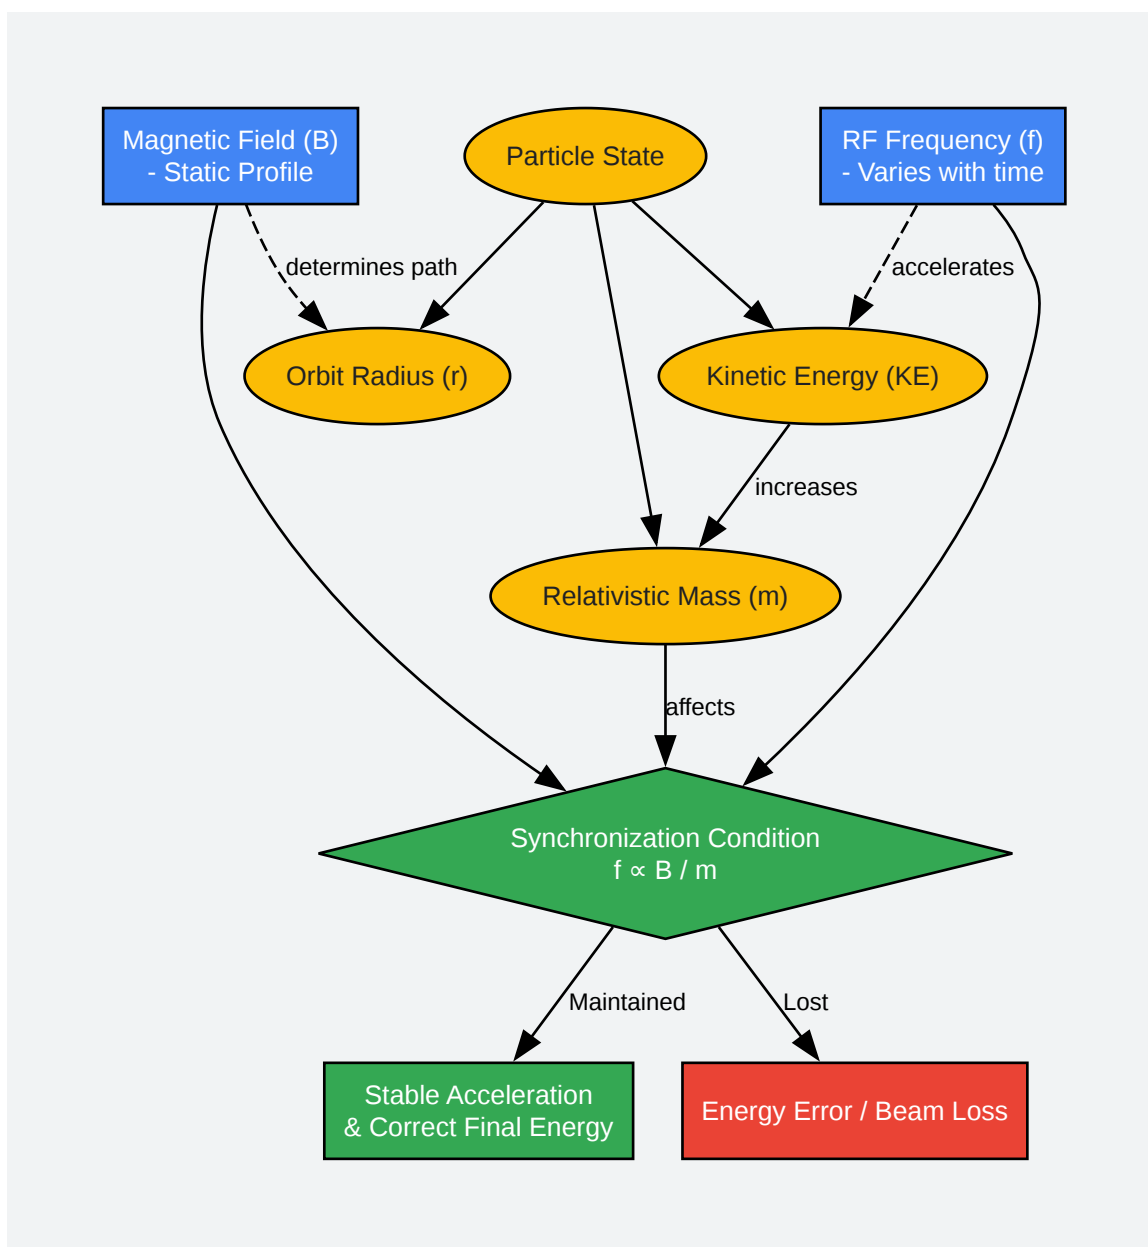 Magnetic Field (B)
- Static Profile
Particle State
RF Frequency (f)
- Varies with time
determines path
accelerates
Orbit Radius (r)
Kinetic Energy (KE)
increases
Relativistic Mass (m)
affects
Synchronization Condition
f ∝ B / m
Maintained
Lost
Stable Acceleration
& Correct Final Energy
Energy Error / Beam Loss